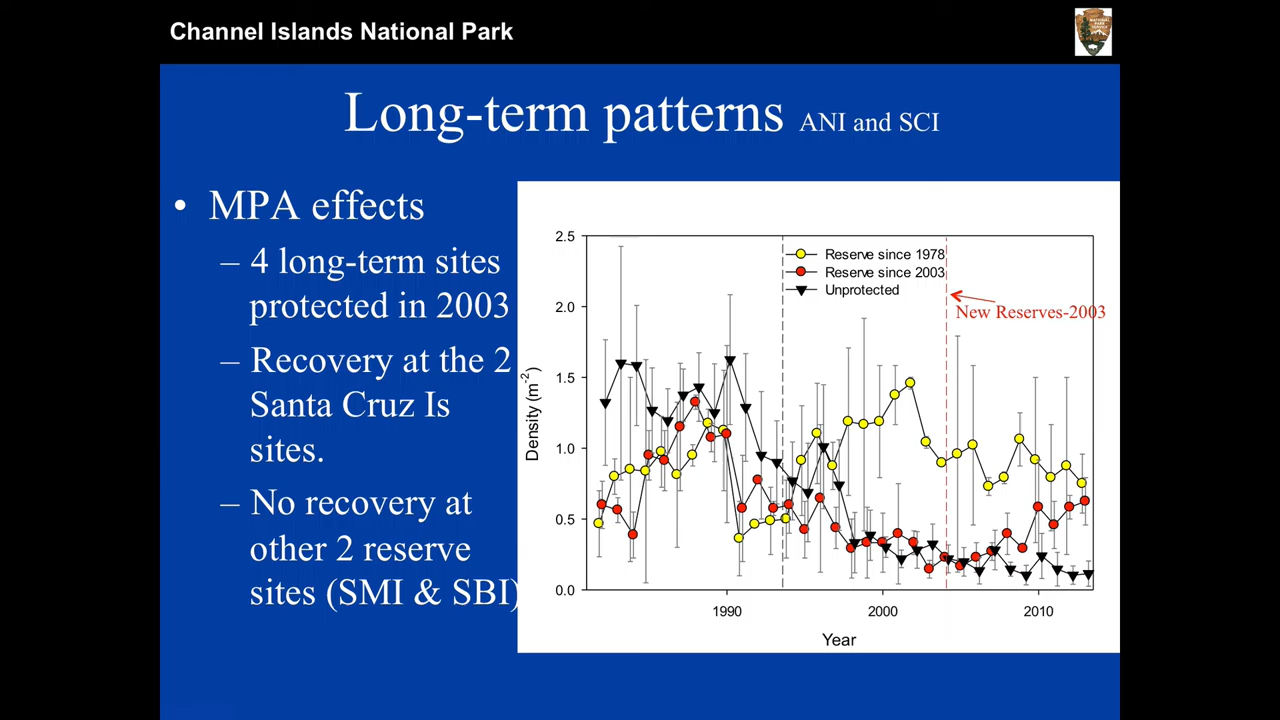 Channel Islands National Park
Long-term patterns ANI and SCI
• MPA effects
– 4 long-term sites
protected in 2003
– Recovery at the 2
Santa Cruz Is
sites.
– No recovery at
other 2 reserve
sites (SMI & SBI)
2.5
2.0
1.5
1.0
0.5
0.0
Density (m⁻²)
Reserve since 1978
Reserve since 2003
Unprotected
New Reserves-2003
1990 2000 2010
Year